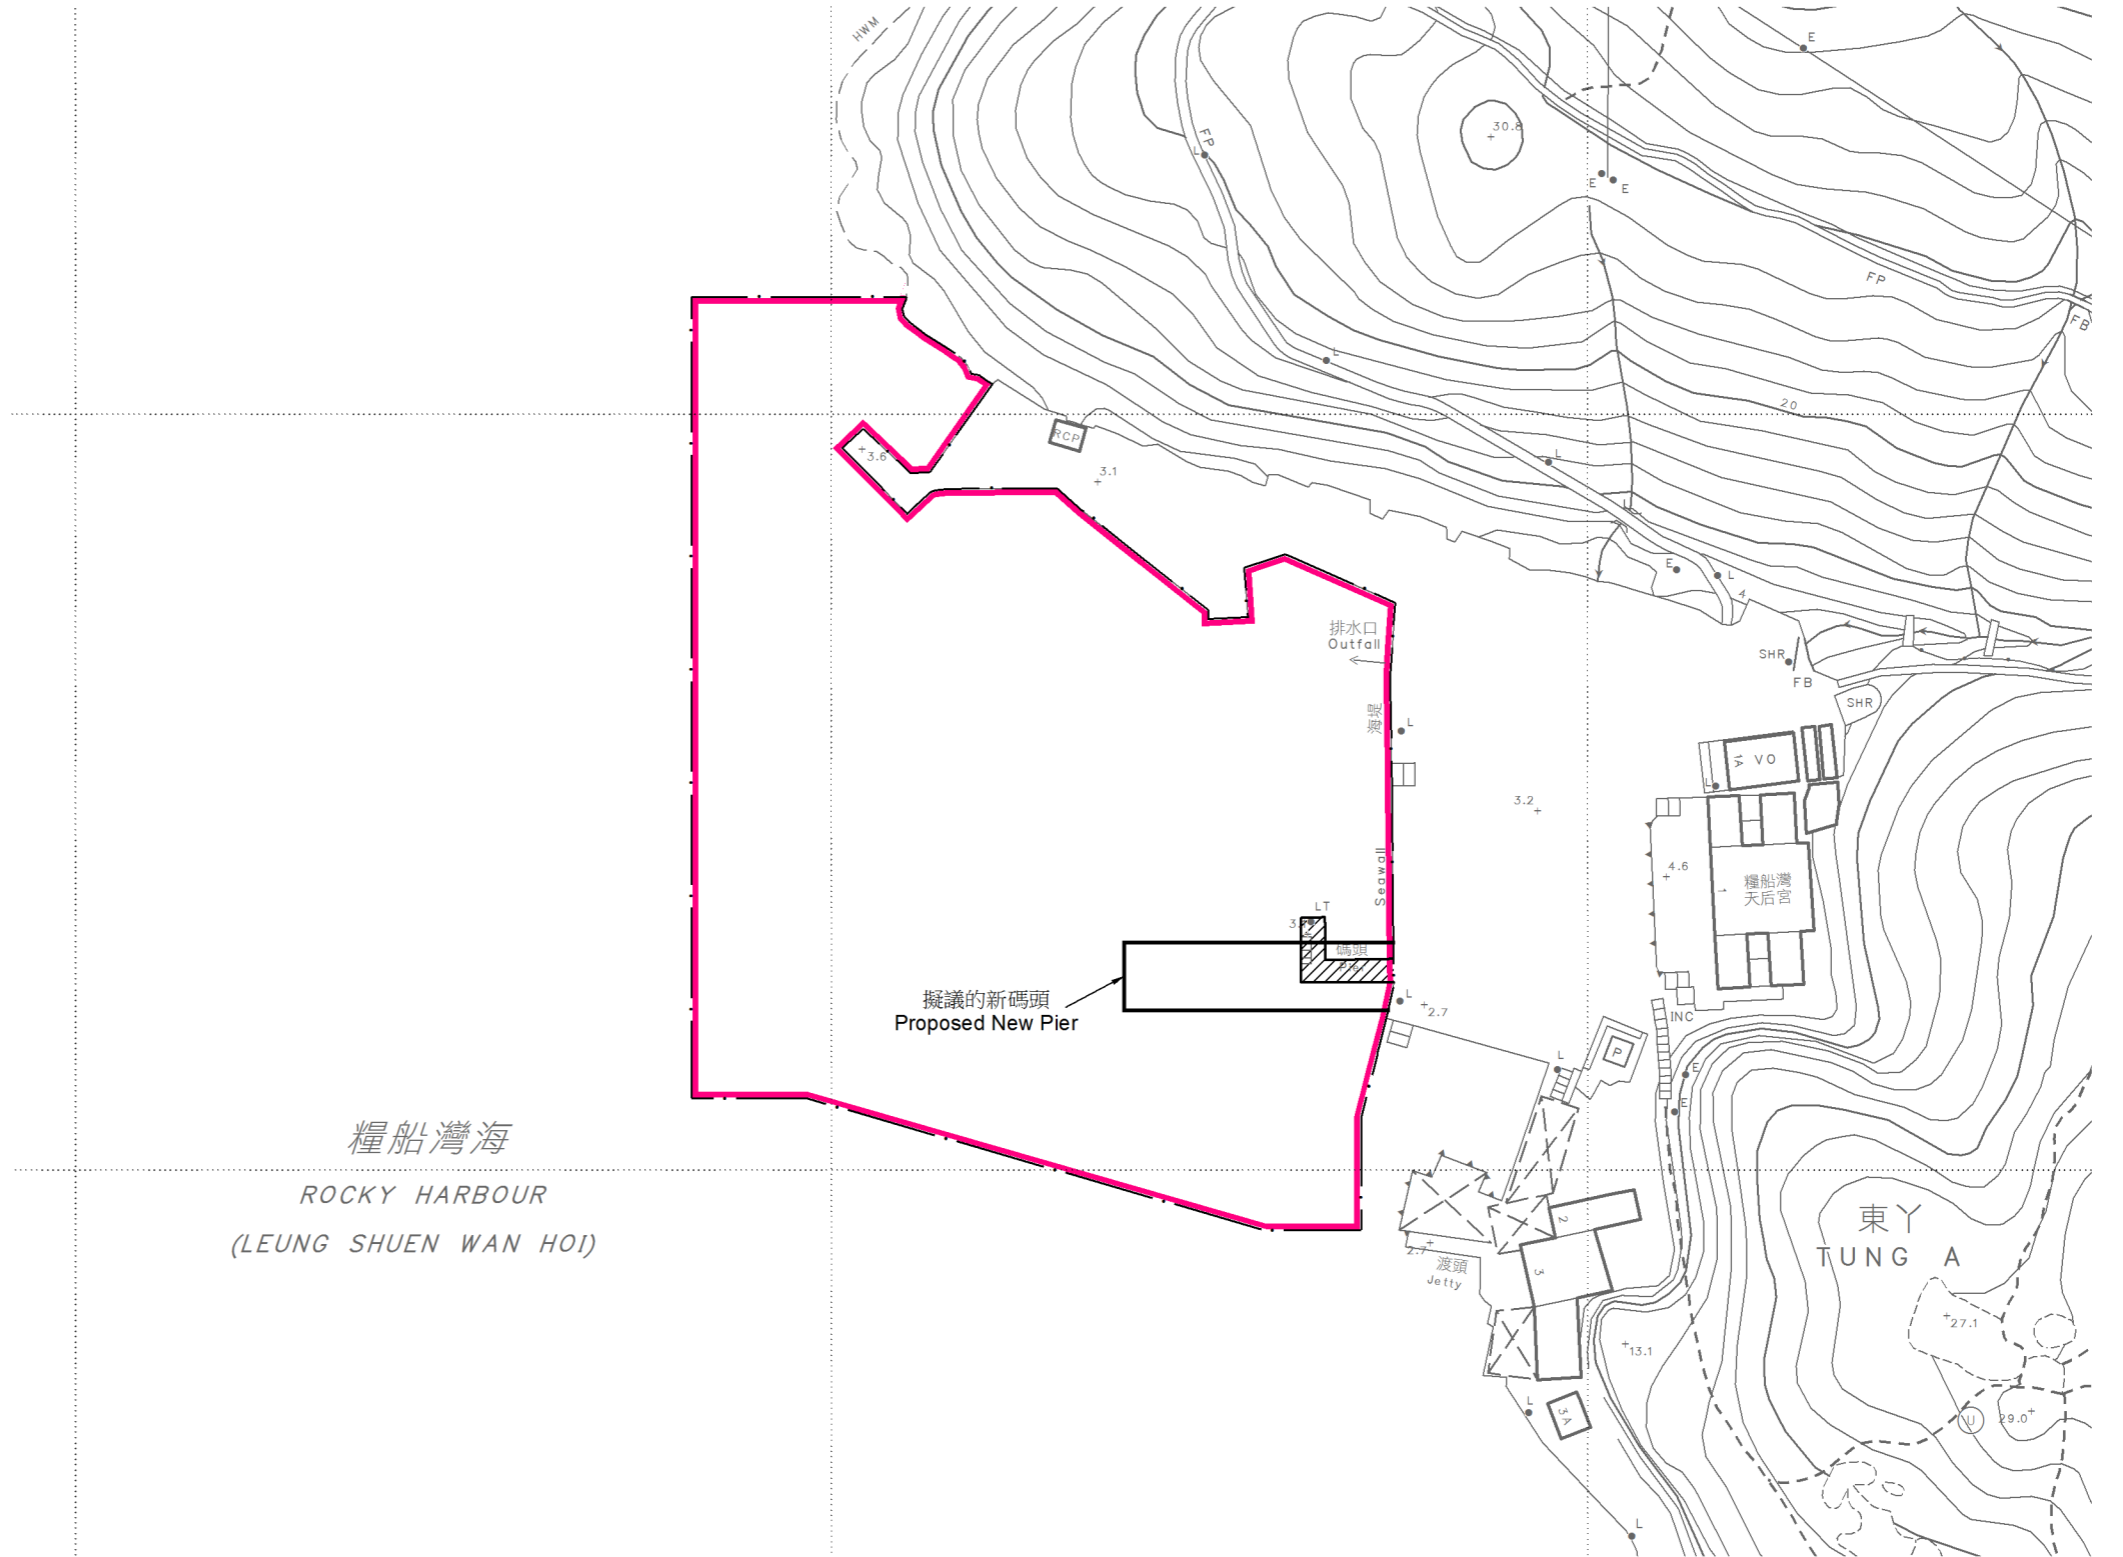 HWM
E
FP
L
30.8
E
E
FP
FB
L
20
RCP
3.6
3.1
L
L
E
L
4
排水口
Outfall
SHR
FB
SHR
海堤
L
1A
VO
L
3.2
Seawall
4.6
1
糧船灣
天后宮
LT
碼頭
擬議的新碼頭
Proposed New Pier
L
2.7
INC
P
L
E
E
糧船灣海
L
ROCKY HARBOUR
(LEUNG SHUEN WAN HOI)
2
東丫
TUNG A
2.7
渡頭
Jetty
3
27.1
13.1
L
3A
U
29.0
L